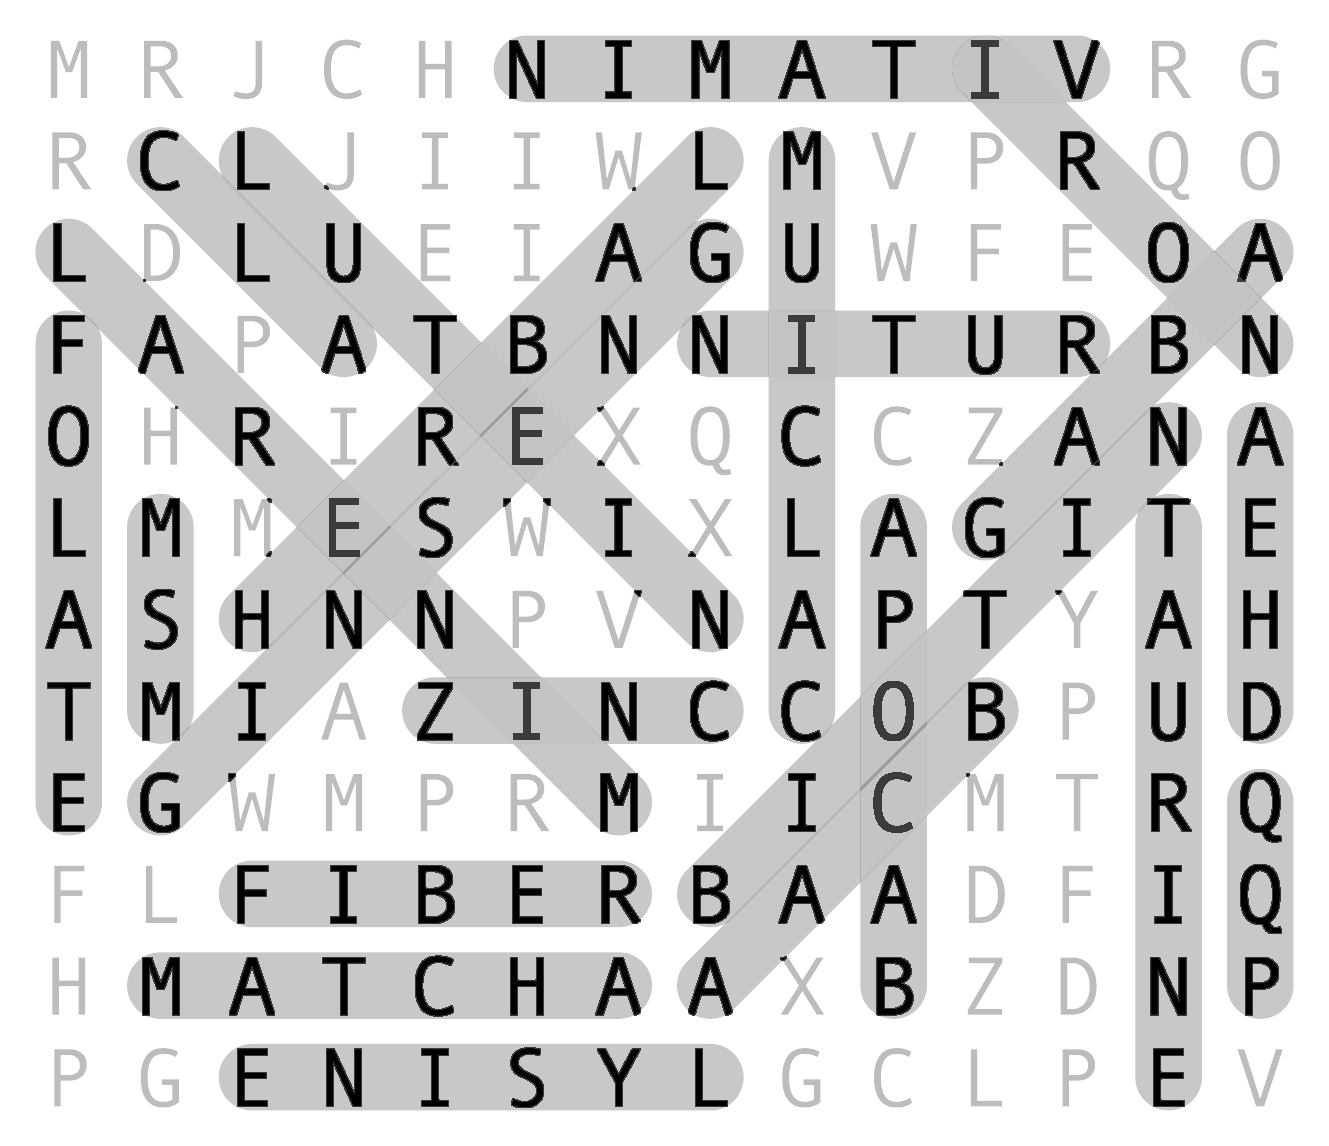 M R J C H N I M A T I V R G
R C L J I I W L M V P R Q O
L D L U E I A G U W F E O A
F A P A T B N N I T U R B N
O H R I R E X Q C C Z A N A
L M M E S W I X L A G I T E
A S H N N P V N A P T Y A H
T M I A Z I N C C O B P U D
E G W M P R M I I C M T R Q
F L F I B E R B A A D F I Q
H M A T C H A A X B Z D N P
P G E N I S Y L G C L P E V